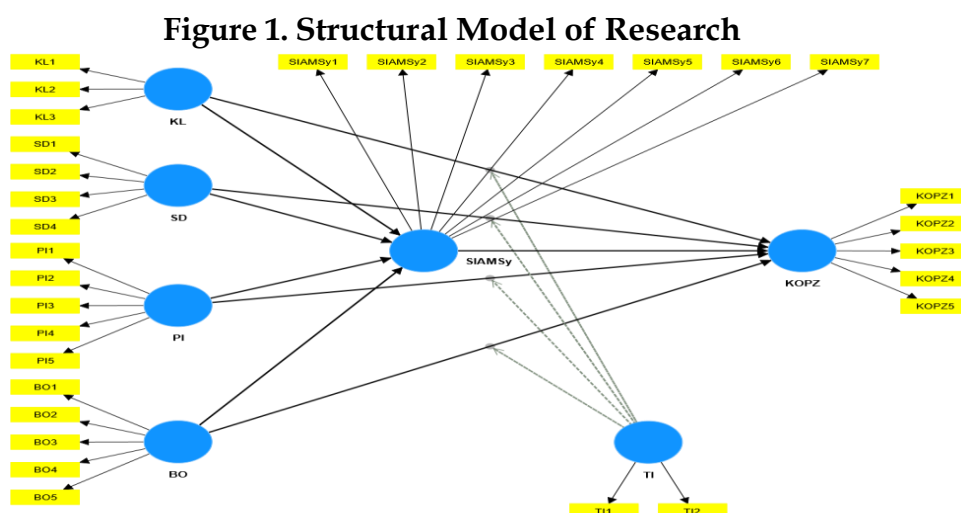 Figure 1. Structural Model of Research
KL1
SIAMSy1
SIAMSy2
SIAMSy3
SIAMSy4
SIAMSy5
SIAMSy6
SIAMSy7
KL2
KL3
KL
SD1
SD2
SD3
SD4
SD
PI1
PI2
PI3
PI4
PI5
PI
SIAMSy
KOPZ1
KOPZ2
KOPZ3
KOPZ4
KOPZ5
KOPZ
BO1
BO2
BO3
BO4
BO5
BO
TI
TI1
TI2